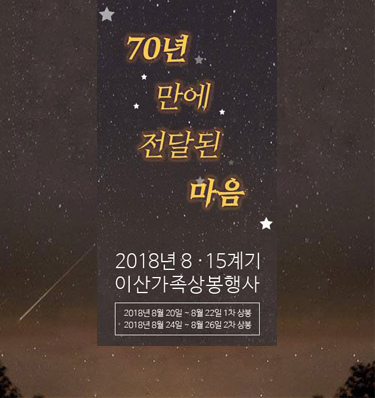 70년
만에
전달된
마음
2018년 8·15계기
이산가족상봉행사
2018년 8월 20일 ~ 8월 22일 1차 상봉
· 2018년 8월 24일 ~ 8월 26일 2차 상봉